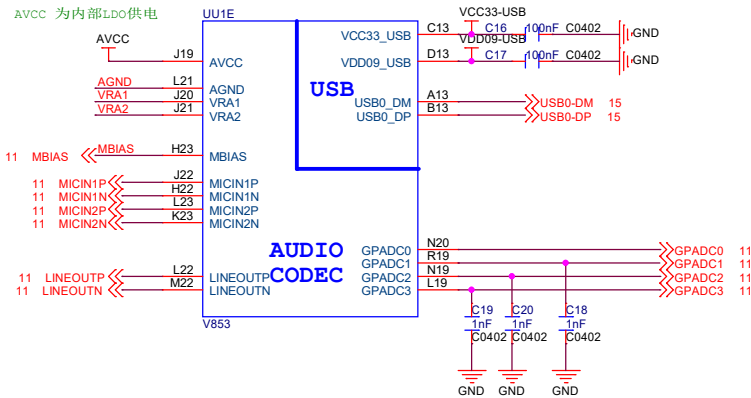 AVCC 为内部LDO供电
UU1E
VCC33-USB
AVCC
J19
AVCC
VCC33_USB
C13
C16
100nF
C0402
GND
VDD09-USB
VDD09_USB
D13
C17
100nF
C0402
GND
AGND
L21
AGND
VRA1
J20
VRA1
VRA2
J21
VRA2
USB
USB0_DM
A13
USB0-DM
15
USB0_DP
B13
USB0-DP
15
11
MBIAS
MBIAS
H23
MBIAS
11
MICIN1P
J22
MICIN1P
11
MICIN1N
H22
MICIN1N
11
MICIN2P
L23
MICIN2P
11
MICIN2N
K23
MICIN2N
AUDIO
CODEC
GPADC0
N20
GPADC0
11
GPADC1
R19
GPADC1
11
GPADC2
N19
GPADC2
11
GPADC3
L19
GPADC3
11
11
LINEOUTP
L22
LINEOUTP
11
LINEOUTN
M22
LINEOUTN
V853
C19
1nF
C0402
GND
C20
1nF
C0402
GND
C18
1nF
C0402
GND